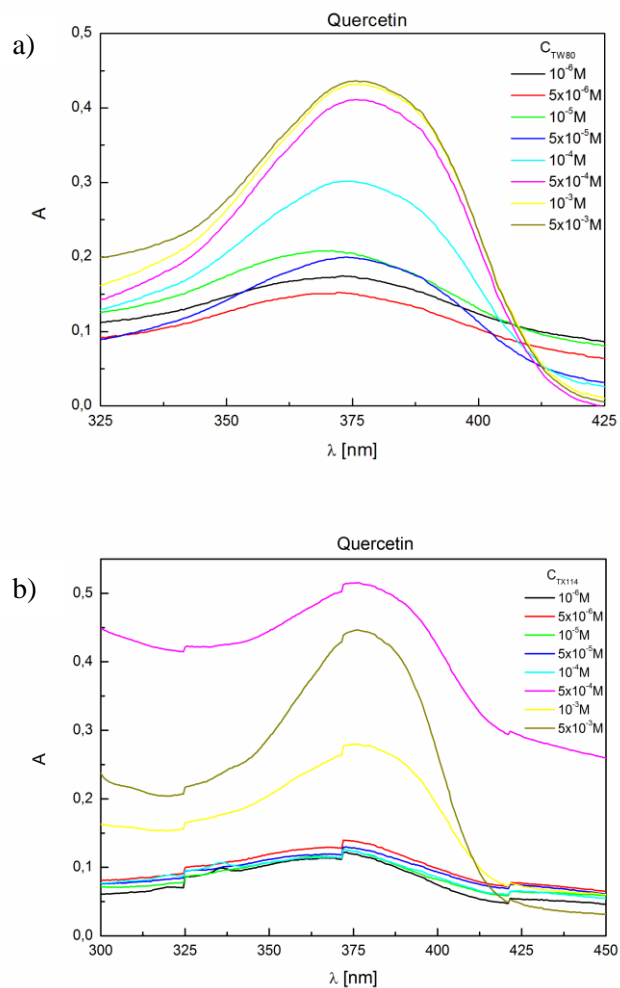 a)
Quercetin
C_TW80
10⁻⁶M
5x10⁻⁶M
10⁻⁵M
5x10⁻⁵M
10⁻⁴M
5x10⁻⁴M
10⁻³M
5x10⁻³M
0,5
0,4
0,3
0,2
0,1
0,0
A
325 350 375 400 425
λ [nm]
b)
Quercetin
C_TX114
10⁻⁶M
5x10⁻⁶M
10⁻⁵M
5x10⁻⁵M
10⁻⁴M
5x10⁻⁴M
10⁻³M
5x10⁻³M
0,5
0,4
0,3
0,2
0,1
0,0
A
300 325 350 375 400 425 450
λ [nm]